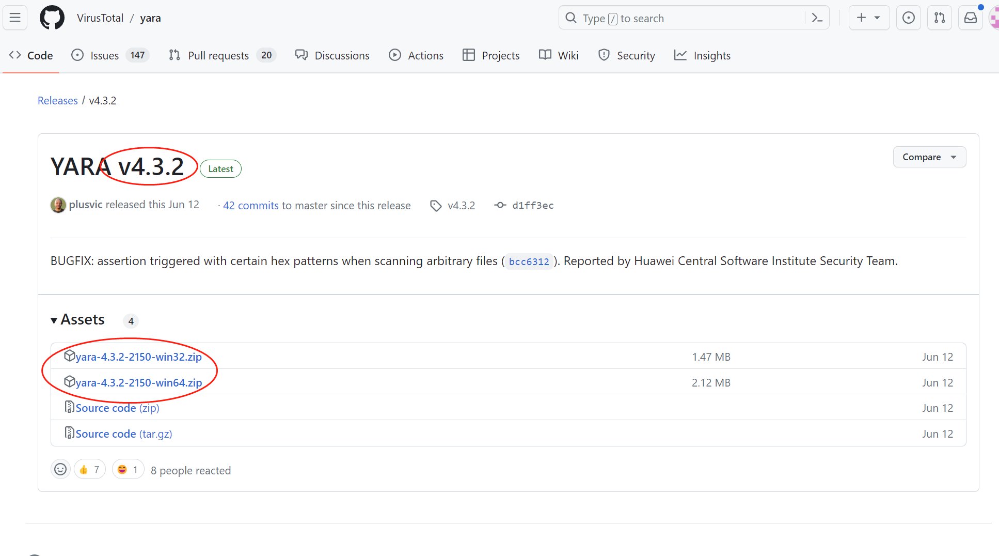 VirusTotal / yara
Type / to search
Code Issues 147 Pull requests 20 Discussions Actions Projects Wiki Security Insights
Releases / v4.3.2
YARA v4.3.2 Latest
Compare
plusvic released this Jun 12 · 42 commits to master since this release v4.3.2 d1ff3ec
BUGFIX: assertion triggered with certain hex patterns when scanning arbitrary files (bcc6312). Reported by Huawei Central Software Institute Security Team.
Assets 4
yara-4.3.2-2150-win32.zip 1.47 MB Jun 12
yara-4.3.2-2150-win64.zip 2.12 MB Jun 12
Source code (zip) Jun 12
Source code (tar.gz) Jun 12
👍 7 😄 1 8 people reacted